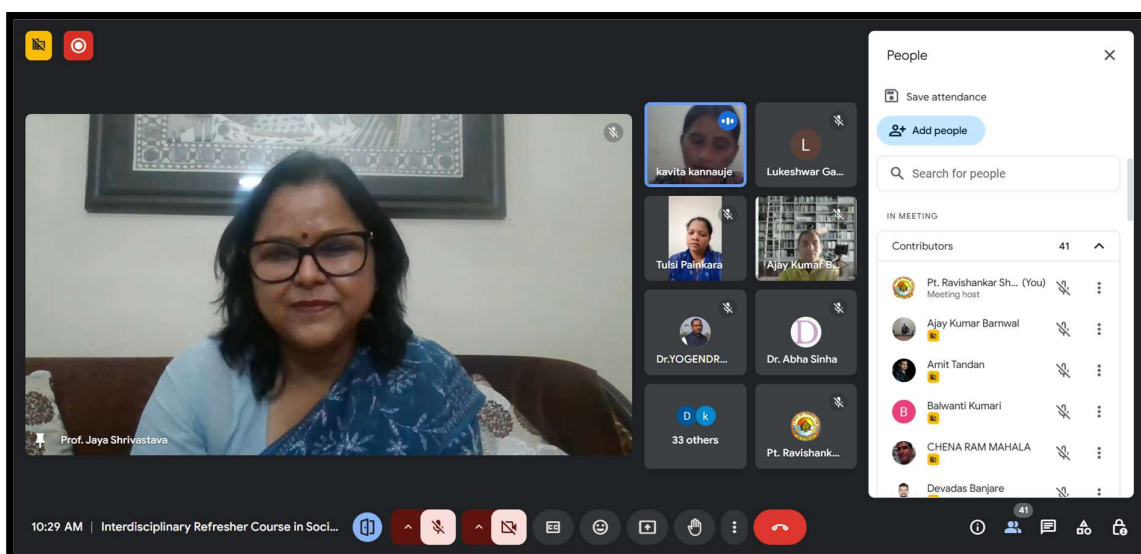 People
Save attendance
Add people
Search for people
IN MEETING
Contributors 41
Pt. Ravishankar Sh... (You)
Meeting host
Ajay Kumar Barnwal
Amit Tandan
B Balwanti Kumari
CHENA RAM MAHALA
Devadas Banjare
Prof. Jaya Shrivastava
kavita kannauje
L
Lukeshwar Ga...
Tulsi Painkara
Ajay Kumar B...
Dr.YOGENDR...
D
Dr. Abha Sinha
D k
33 others
Pt. Ravishank...
10:29 AM | Interdisciplinary Refresher Course in Soci...
CC
41